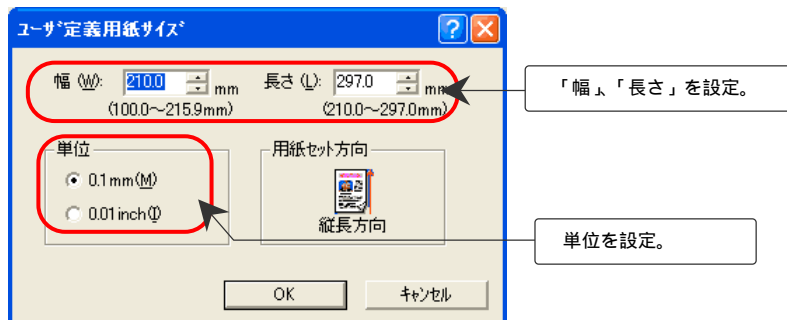 ユーザ定義用紙サイズ
幅(W): 210.0 mm 長さ(L): 297.0 mm
(100.0～215.9mm) (210.0～297.0mm)
「幅」、「長さ」を設定。
単位 用紙セット方向
0.1mm(M)
0.01inch(I)
縦長方向
単位を設定。
OK キャンセル